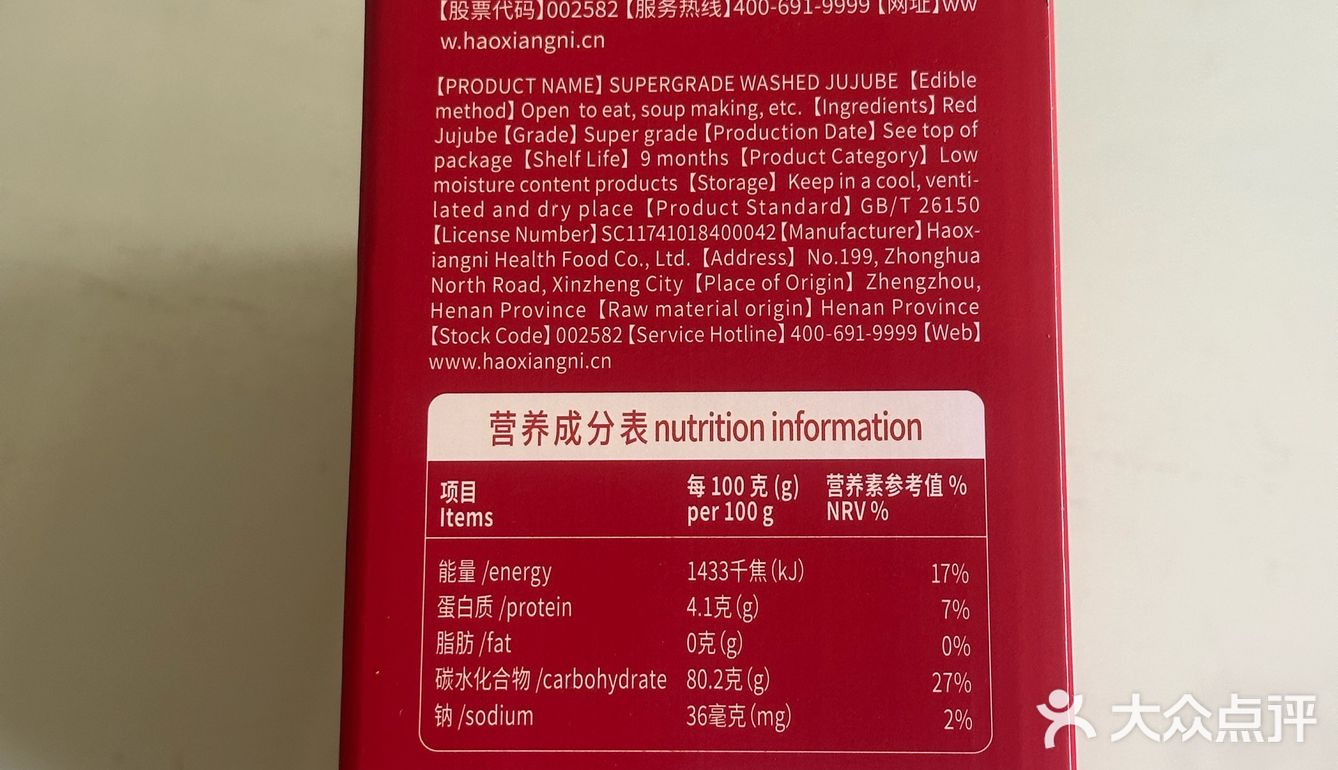 【股票代码】002582【服务热线】400-691-9999【网址】ww
w.haoxiangni.cn
【PRODUCT NAME】SUPERGRADE WASHED JUJUBE【Edible
method】Open to eat, soup making, etc.【Ingredients】Red
Jujube【Grade】Super grade【Production Date】See top of
package【Shelf Life】9 months【Product Category】Low
moisture content products【Storage】Keep in a cool, venti-
lated and dry place【Product Standard】GB/T 26150
【License Number】SC11741018400042【Manufacturer】Haox-
iangni Health Food Co., Ltd.【Address】No.199, Zhonghua
North Road, Xinzheng City【Place of Origin】Zhengzhou,
Henan Province【Raw material origin】Henan Province
【Stock Code】002582【Service Hotline】400-691-9999【Web】
www.haoxiangni.cn
营养成分表 nutrition information
项目 每 100 克 (g) 营养素参考值 %
Items per 100 g NRV %
能量 /energy 1433千焦(kJ) 17%
蛋白质 /protein 4.1克(g) 7%
脂肪 /fat 0克(g) 0%
碳水化合物 /carbohydrate 80.2克(g) 27%
钠 /sodium 36毫克(mg) 2%
大众点评